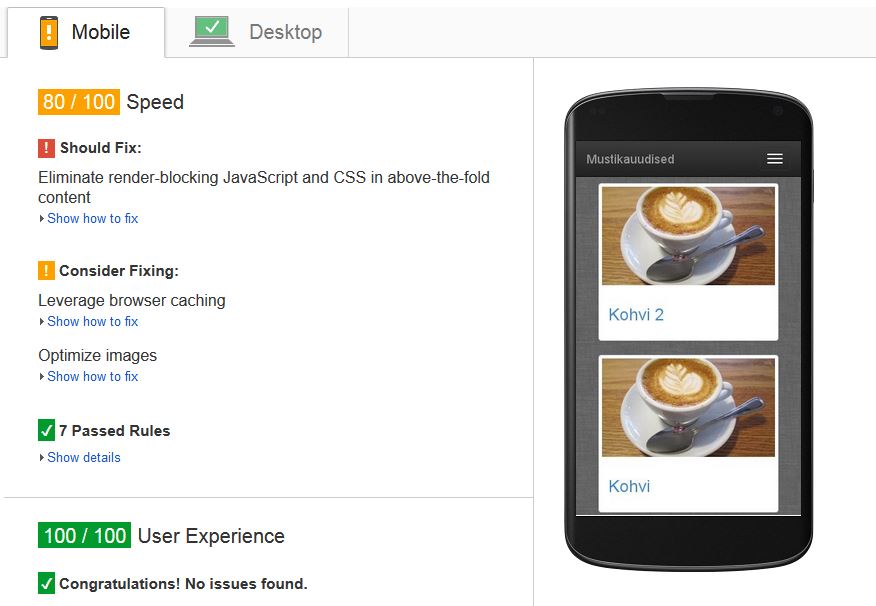 Mobile
Desktop
80 / 100 Speed
! Should Fix:
Eliminate render-blocking JavaScript and CSS in above-the-fold
content
Show how to fix
! Consider Fixing:
Leverage browser caching
Show how to fix
Optimize images
Show how to fix
7 Passed Rules
Show details
100 / 100 User Experience
Congratulations! No issues found.
Mustikauudised
Kohvi 2
Kohvi